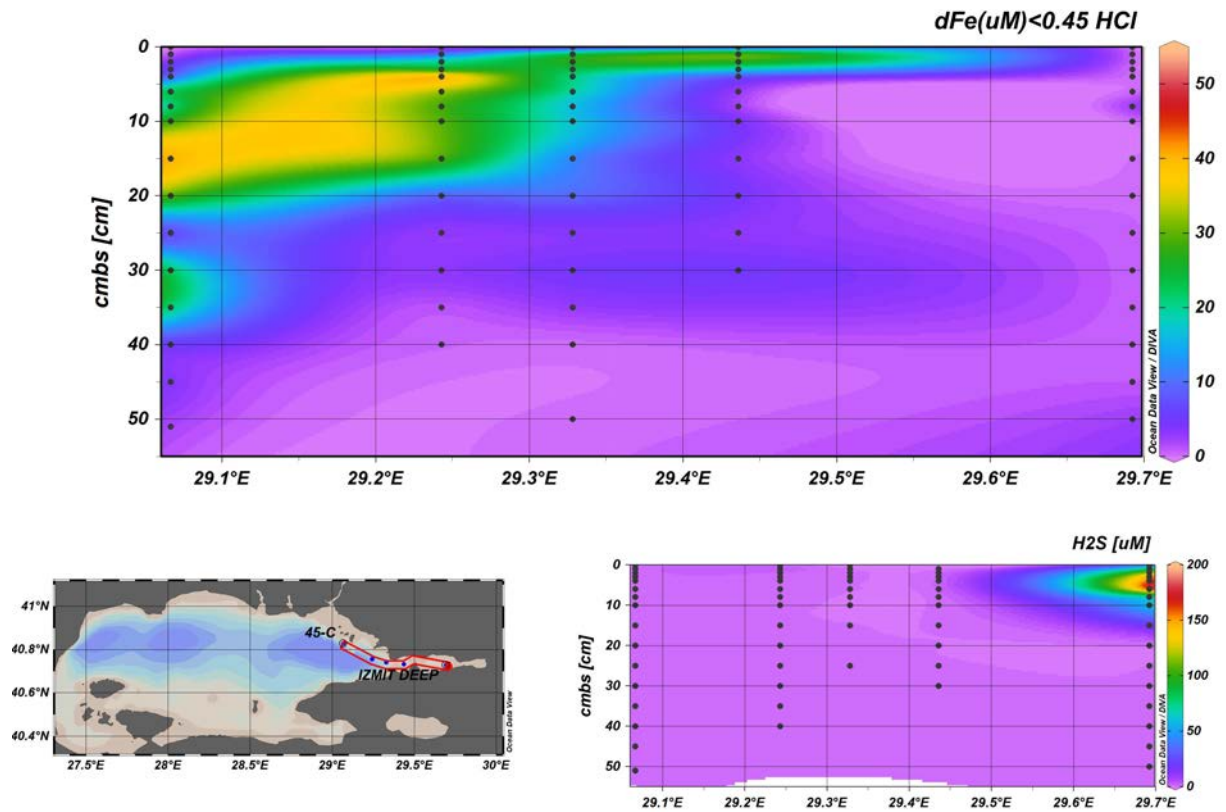 dFe(uM)<0.45 HCl
0
10
20
30
40
50
cmbs [cm]
29.1°E 29.2°E 29.3°E 29.4°E 29.5°E 29.6°E 29.7°E
50
40
30
20
10
0
Ocean Data View / DIVA
41°N
40.8°N
40.6°N
40.4°N
45-C
IZMIT DEEP
27.5°E 28°E 28.5°E 29°E 29.5°E 30°E
Ocean Data View
H2S [uM]
0
10
20
30
40
50
cmbs [cm]
29.1°E 29.2°E 29.3°E 29.4°E 29.5°E 29.6°E 29.7°E
200
150
100
50
0
Ocean Data View / DIVA